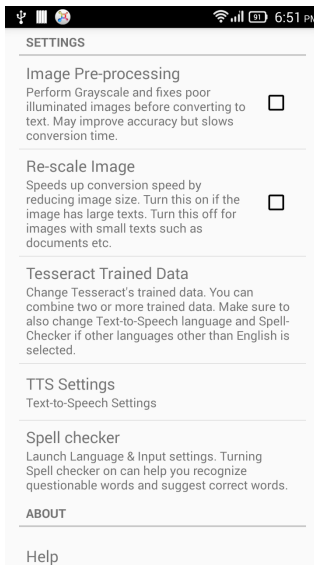 91 6:51 PM
SETTINGS
Image Pre-processing
Perform Grayscale and fixes poor
illuminated images before converting to
text. May improve accuracy but slows
conversion time.
Re-scale Image
Speeds up conversion speed by
reducing image size. Turn this on if the
image has large texts. Turn this off for
images with small texts such as
documents etc.
Tesseract Trained Data
Change Tesseract's trained data. You can
combine two or more trained data. Make sure to
also change Text-to-Speech language and Spell-
Checker if other languages other than English is
selected.
TTS Settings
Text-to-Speech Settings
Spell checker
Launch Language & Input settings. Turning
Spell checker on can help you recognize
questionable words and suggest correct words.
ABOUT
Help